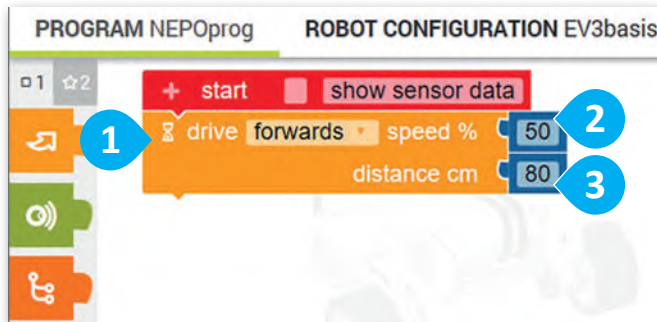 PROGRAM NEPOprog ROBOT CONFIGURATION EV3basis
1 2
+ start show sensor data
1 drive forwards speed % 50 2
distance cm 80 3